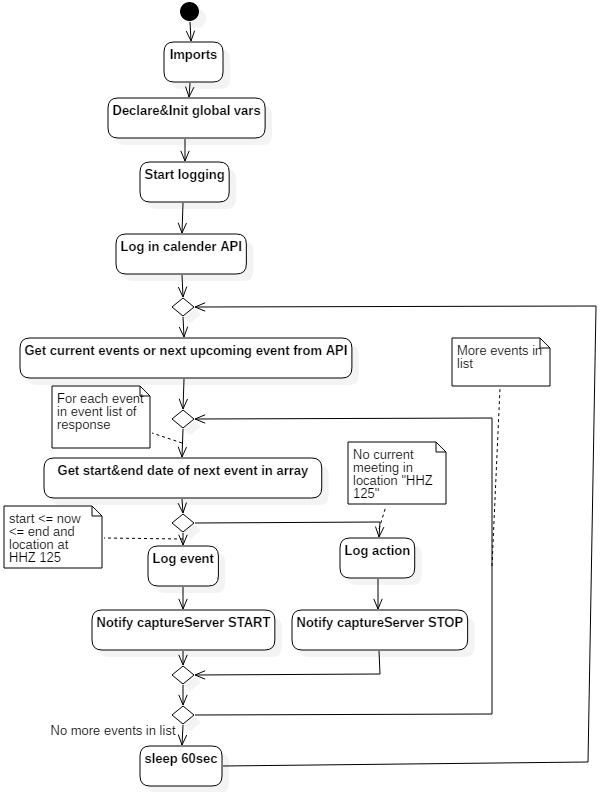 Imports
Declare&Init global vars
Start logging
Log in calender API
Get current events or next upcoming event from API
More events in
list
For each event
in event list of
response
Get start&end date of next event in array
No current
meeting in
location "HHZ
125"
start <= now
<= end and
location at
HHZ 125
Log event
Log action
Notify captureServer START
Notify captureServer STOP
No more events in list
sleep 60sec